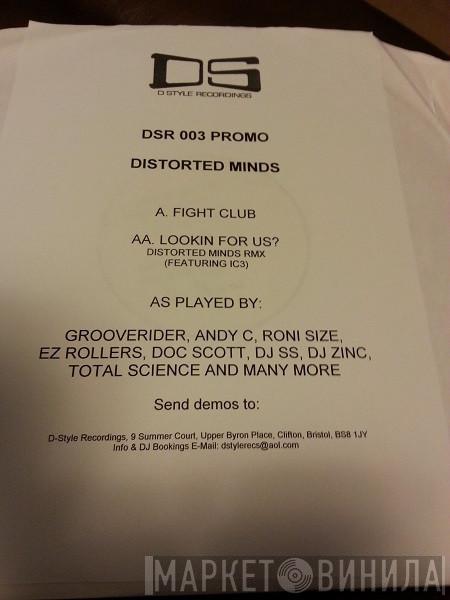 DS
D STYLE RECORDINGS
DSR 003 PROMO
DISTORTED MINDS
A. FIGHT CLUB
AA. LOOKIN FOR US?
DISTORTED MINDS RMX
(FEATURING IC3)
AS PLAYED BY:
GROOVERIDER, ANDY C, RONI SIZE,
EZ ROLLERS, DOC SCOTT, DJ SS, DJ ZINC,
TOTAL SCIENCE AND MANY MORE
Send demos to:
D-Style Recordings, 9 Summer Court, Upper Byron Place, Clifton, Bristol, BS8 1JY
Info & DJ Bookings E-Mail: dstylerecs@aol.com
МАРКЕТ ВИНИЛА